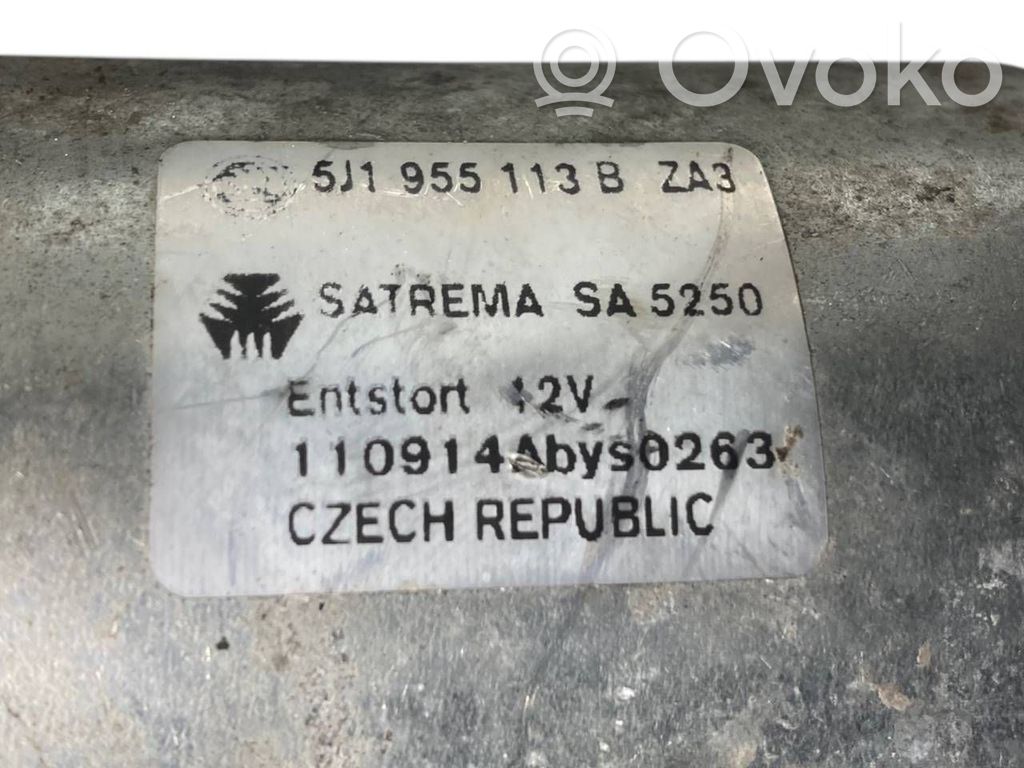 Ovoko
5J1 955 113 B ZA3
SATREMA SA 5250
Entstort 12V
110914Abys0263
CZECH REPUBLIC